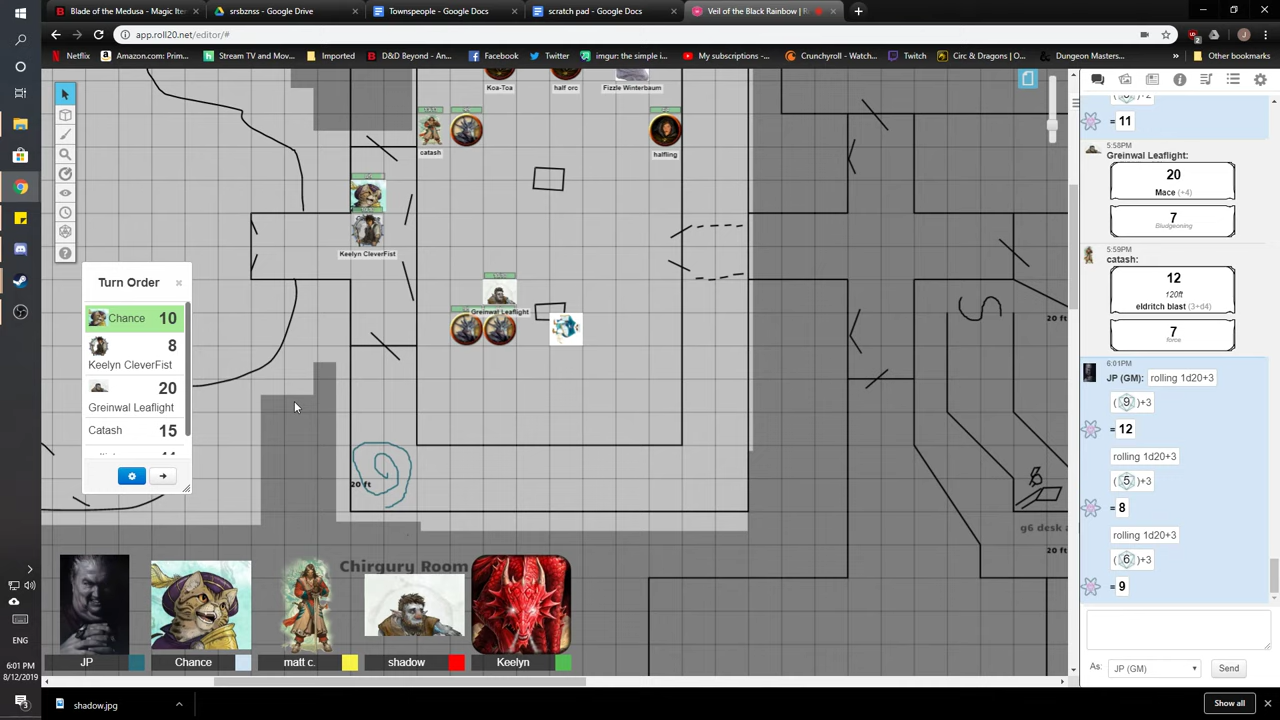 Blade of the Medusa - Magic Ite
srsbznss - Google Drive
Townspeople - Google Docs
scratch pad - Google Docs
Veil of the Black Rainbow | R
app.roll20.net/editor/#
Netflix
Amazon.com: Prim...
Stream TV and Mov...
Imported
D&D Beyond - An...
Facebook
Twitter
imgur: the simple i...
My subscriptions -...
Crunchyroll - Watch...
Twitch
Circ & Dragons (O...
Dungeon Masters...
Other bookmarks
Koa-Toa
half orc
Fizzle Winterbaum
catash
halfling
Keelyn CleverFist
Greinwal Leaflight
Turn Order
Chance 10
8
Keelyn CleverFist
20
Greinwal Leaflight
Catash 15
S
20 ft
20 ft
g6 desk a
20 ft
Chirgury Room
JP
Chance
matt c.
shadow
Keelyn
= 11
5:58PM
Greinwal Leaflight:
20
Mace (+4)
7
Bludgeoning
5:59PM
catash:
12
120ft
eldritch blast (3+d4)
7
force
6:01PM
JP (GM): rolling 1d20+3
(9)+3
= 12
rolling 1d20+3
(5)+3
= 8
rolling 1d20+3
(6)+3
= 9
As: JP (GM)
Send
ENG
6:01 PM
8/12/2019
shadow.jpg
Show all